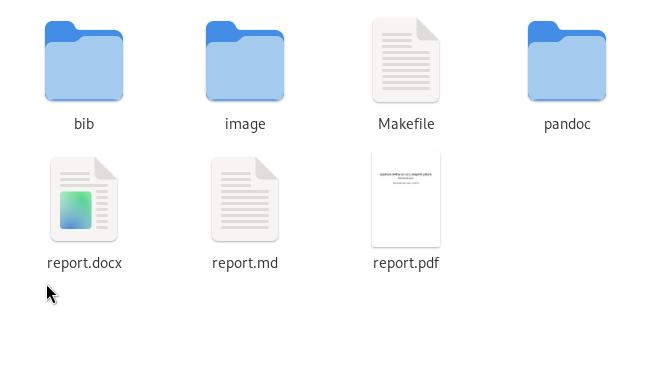 bib
image
Makefile
pandoc
report.docx
report.md
report.pdf